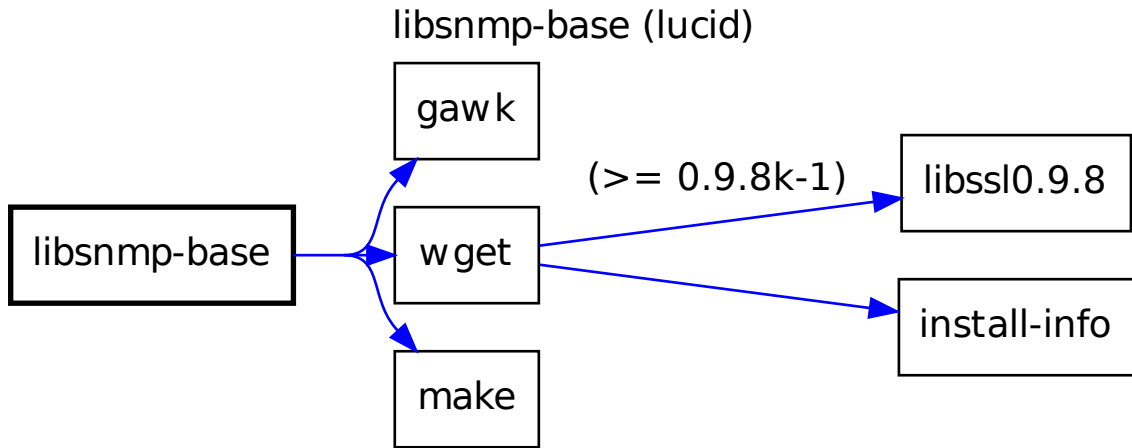 libsnmp-base (lucid)
gawk
(>= 0.9.8k-1)
libssl0.9.8
libsnmp-base
wget
install-info
make